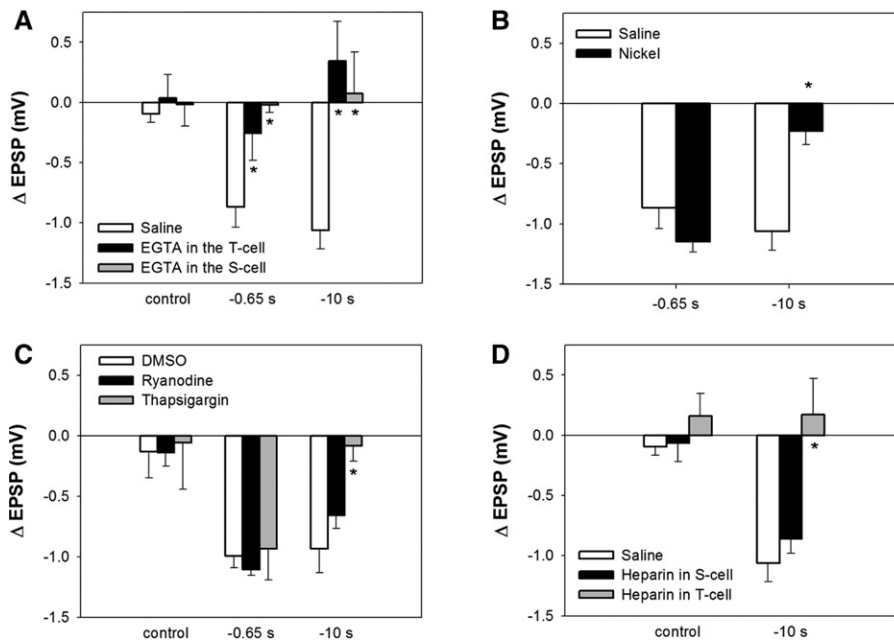 A
Δ EPSP (mV)
0.5
0.0
-0.5
-1.0
-1.5
*
*
*
*
Saline
EGTA in the T-cell
EGTA in the S-cell
control
-0.65 s
-10 s
B
Δ EPSP (mV)
0.5
0.0
-0.5
-1.0
-1.5
Saline
Nickel
*
-0.65 s
-10 s
C
Δ EPSP (mV)
0.5
0.0
-0.5
-1.0
-1.5
DMSO
Ryanodine
Thapsigargin
*
control
-0.65 s
-10 s
D
Δ EPSP (mV)
0.5
0.0
-0.5
-1.0
-1.5
*
Saline
Heparin in S-cell
Heparin in T-cell
control
-10 s